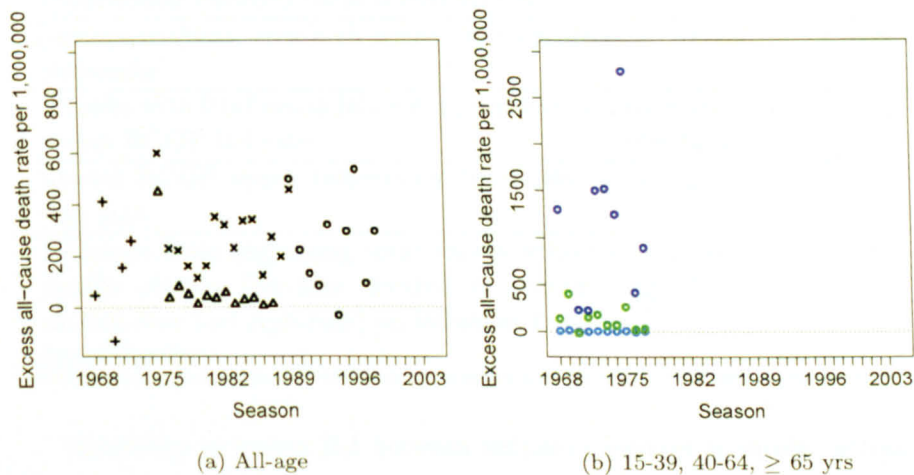 Excess all-cause death rate per 1,000,000
800
600
400
200
0
1968 1975 1982 1989 1996 2003
Season
(a) All-age
Excess all-cause death rate per 1,000,000
2500
1500
500
0
1968 1975 1982 1989 1996 2003
Season
(b) 15-39, 40-64, ≥ 65 yrs